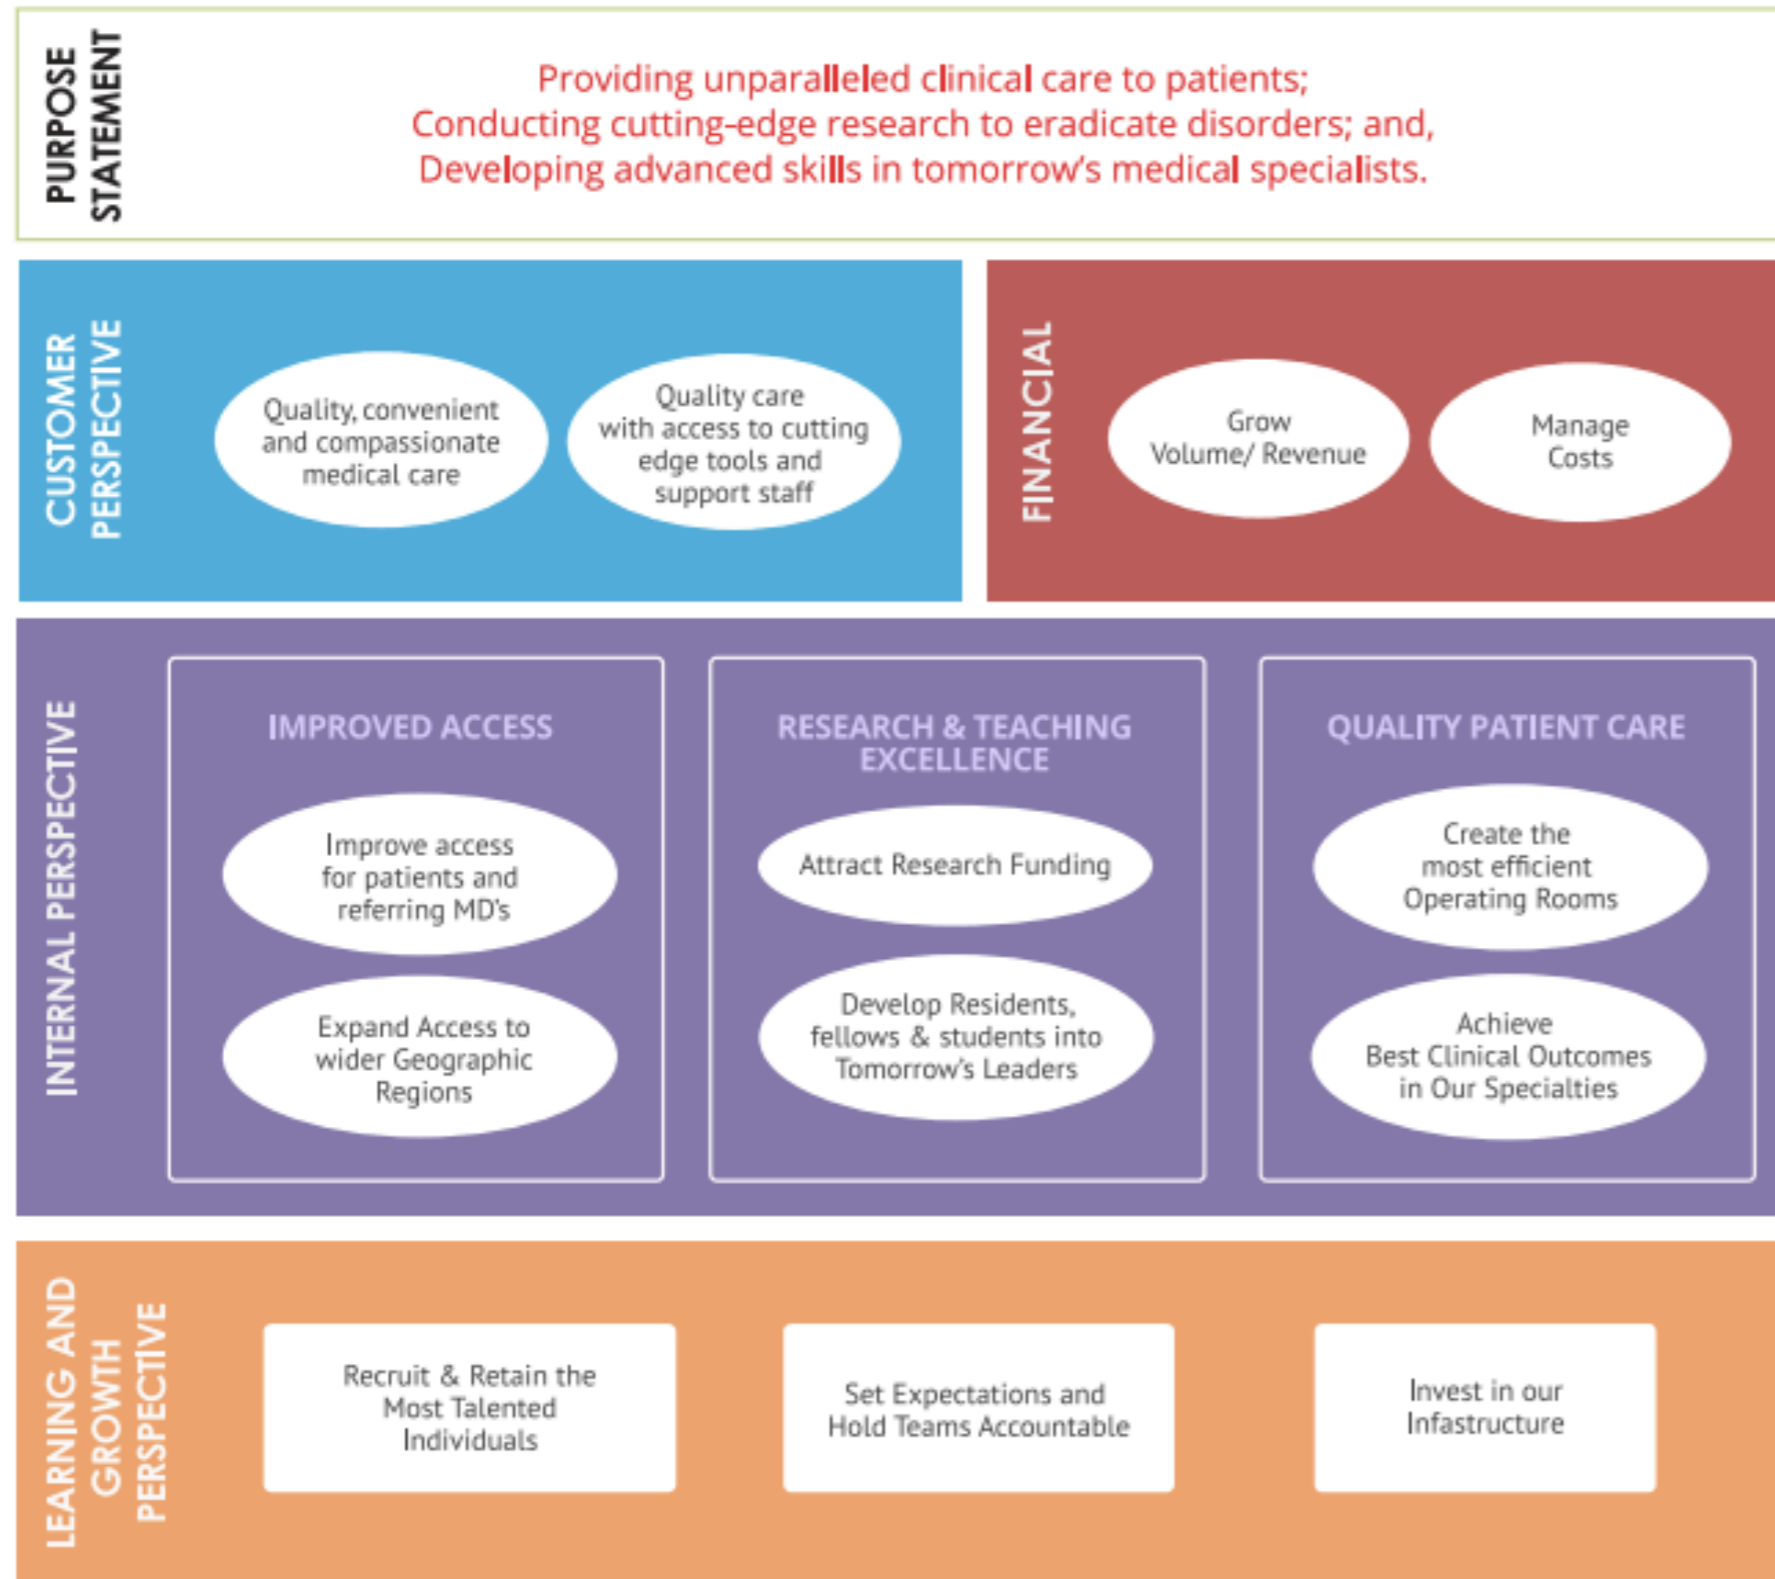 PURPOSE
STATEMENT
Providing unparalleled clinical care to patients;
Conducting cutting-edge research to eradicate disorders; and,
Developing advanced skills in tomorrow's medical specialists.
CUSTOMER
PERSPECTIVE
Quality, convenient
and compassionate
medical care
Quality care
with access to cutting
edge tools and
support staff
FINANCIAL
Grow
Volume/ Revenue
Manage
Costs
INTERNAL PERSPECTIVE
IMPROVED ACCESS
Improve access
for patients and
referring MD's
Expand Access to
wider Geographic
Regions
RESEARCH & TEACHING
EXCELLENCE
Attract Research Funding
Develop Residents,
fellows & students into
Tomorrow's Leaders
QUALITY PATIENT CARE
Create the
most efficient
Operating Rooms
Achieve
Best Clinical Outcomes
in Our Specialties
LEARNING AND
GROWTH
PERSPECTIVE
Recruit & Retain the
Most Talented
Individuals
Set Expectations and
Hold Teams Accountable
Invest in our
Infastructure